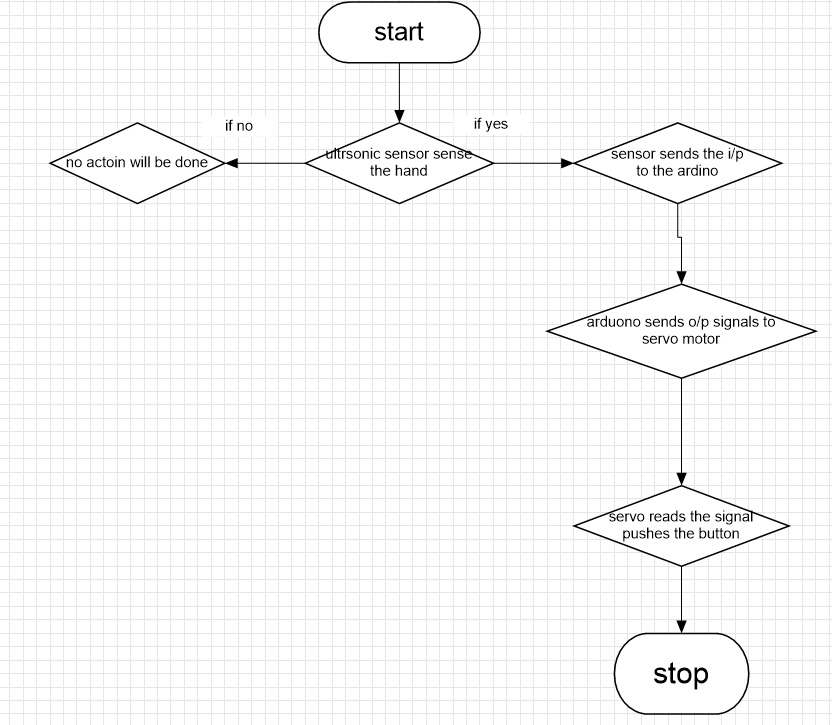 start
if no
if yes
no actoin will be done
ultrsonic sensor sense
the hand
sensor sends the i/p
to the ardino
arduono sends o/p signals to
servo motor
servo reads the signal
pushes the button
stop